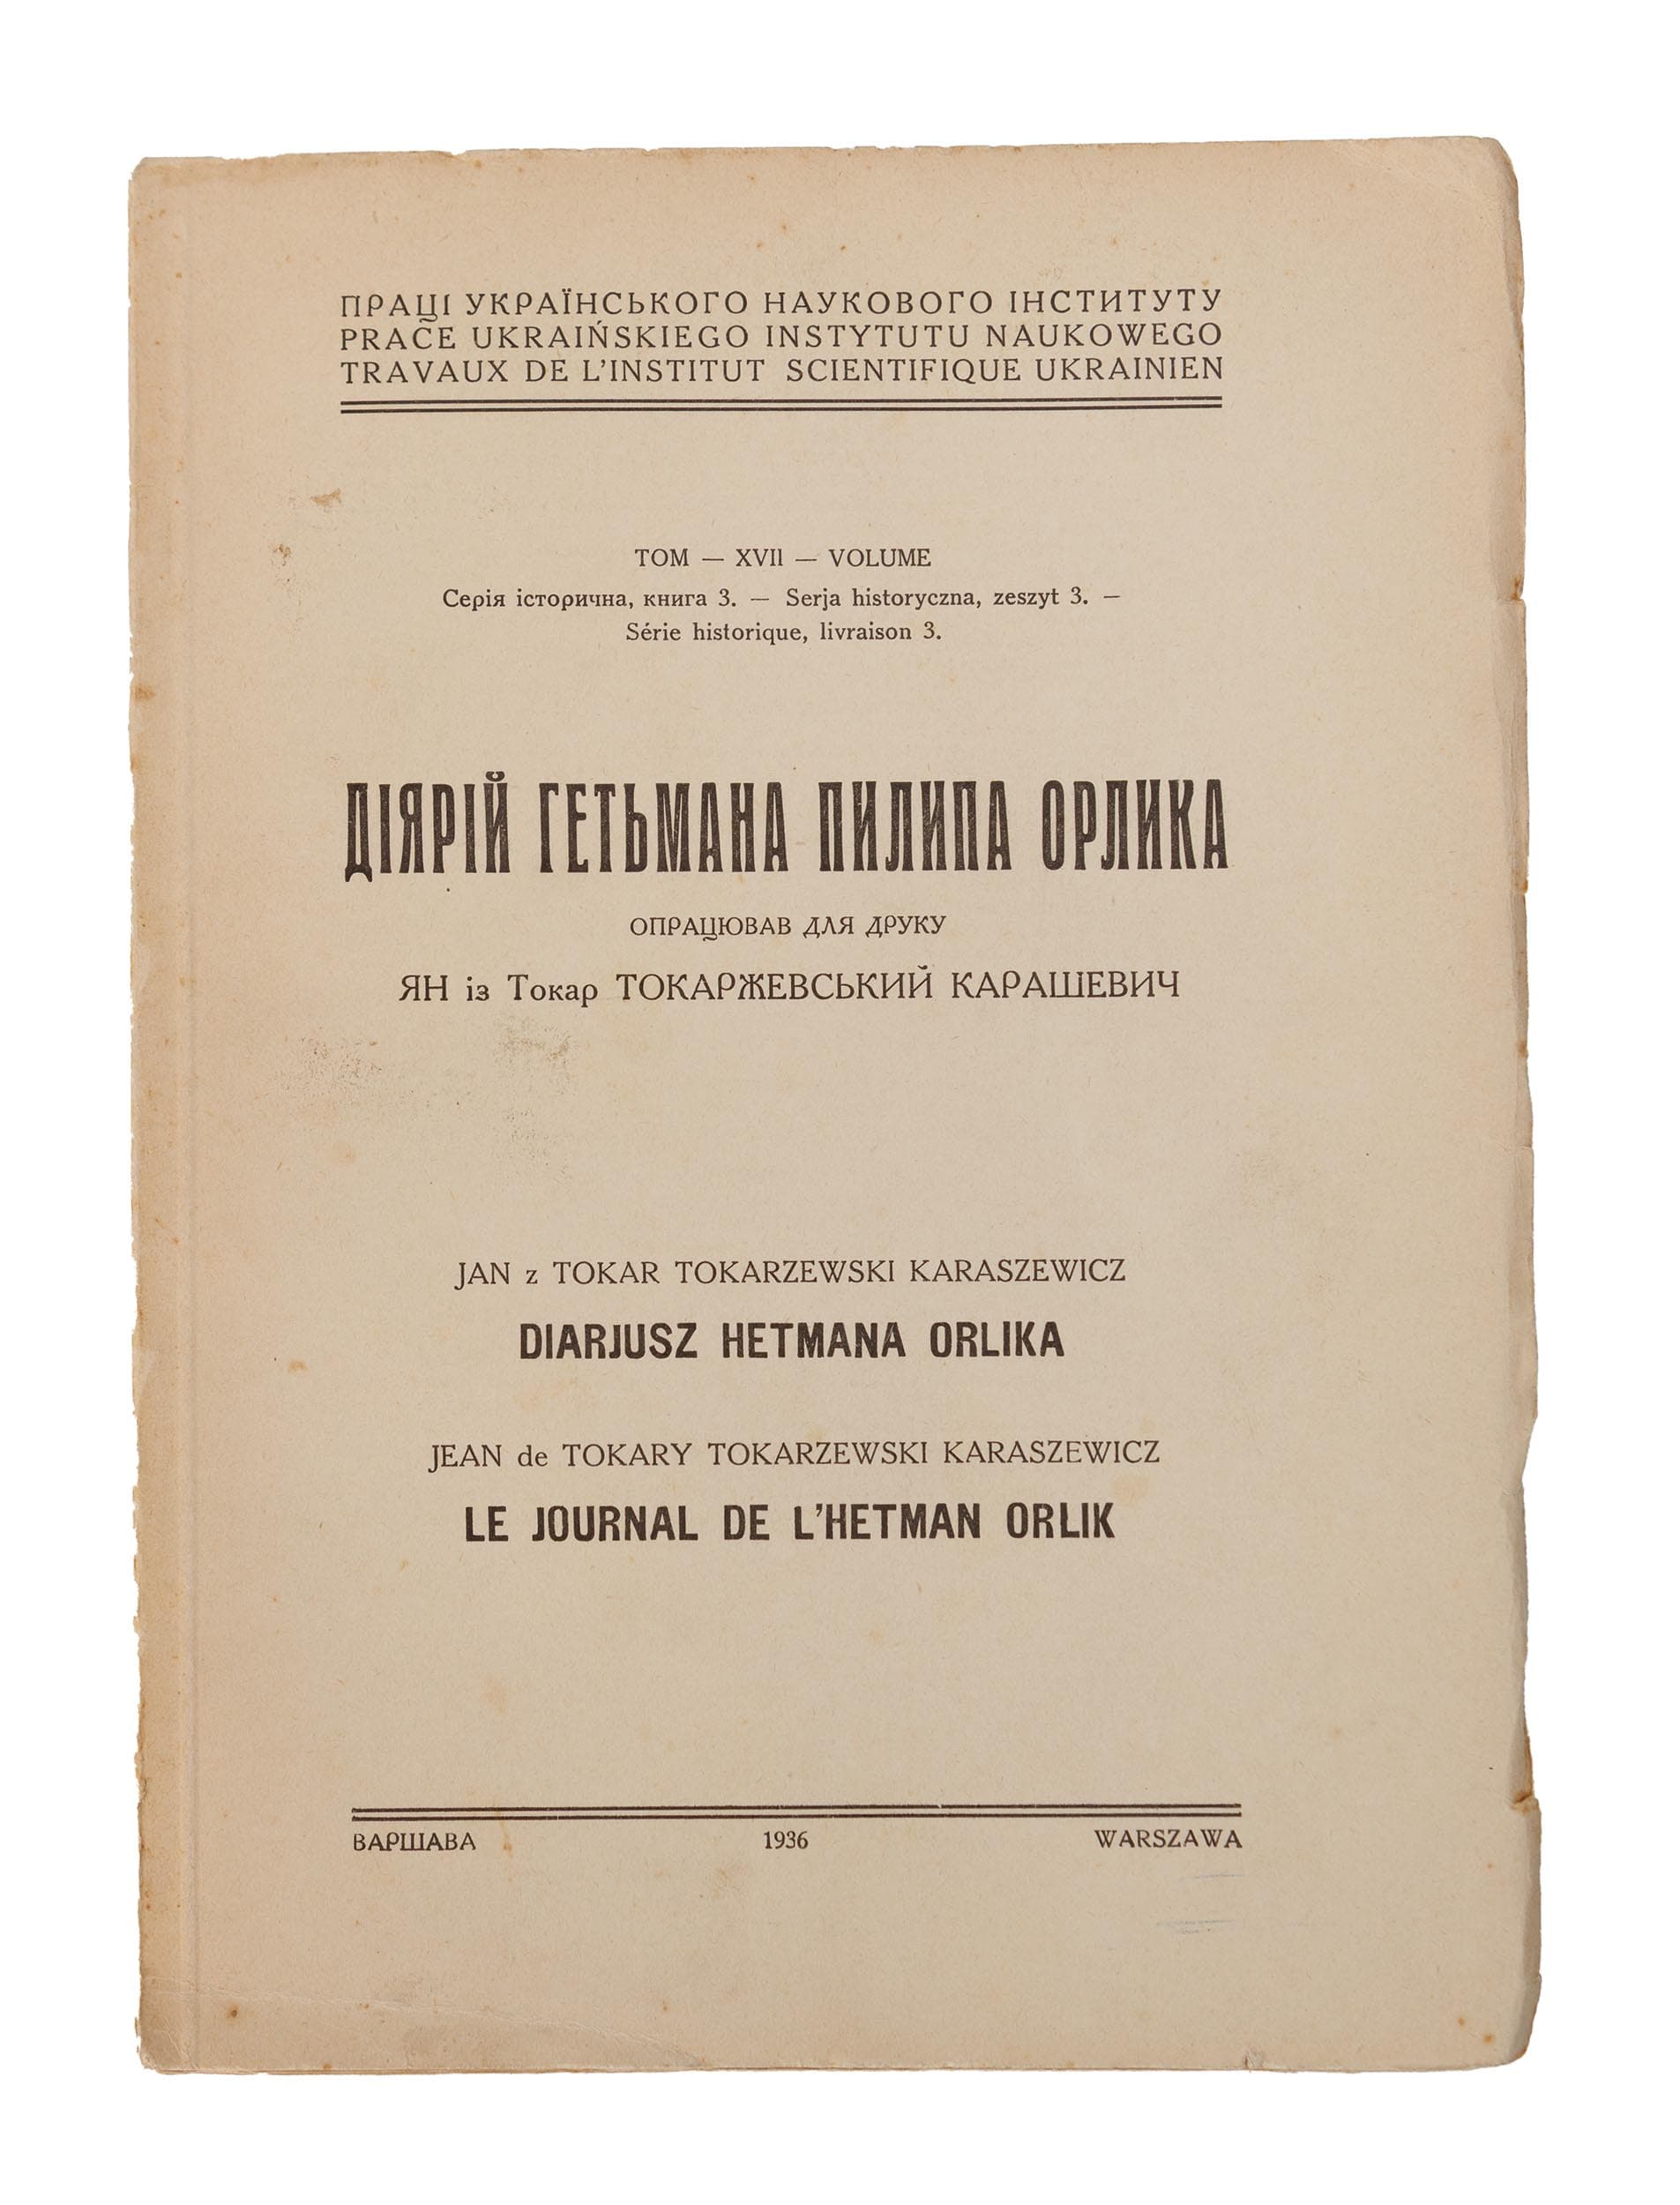 ПРАЦІ УКРАЇНСЬКОГО НАУКОВОГО ІНСТИТУТУ
PRACE UKRAIŃSKIEGO INSTYTUTU NAUKOWEGO
TRAVAUX DE L'INSTITUT SCIENTIFIQUE UKRAINIEN
ТОМ — XVII — VOLUME
Серія історична, книга 3. — Serja historyczna, zeszyt 3. —
Série historique, livraison 3.
ДІЯРІЙ ГЕТЬМАНА ПИЛИПА ОРЛИКА
ОПРАЦЮВАВ ДЛЯ ДРУКУ
ЯН із Токар ТОКАРЖЕВСЬКИЙ КАРАШЕВИЧ
JAN z TOKAR TOKARZEWSKI KARASZEWICZ
DIARJUSZ HETMANA ORLIKA
JEAN de TOKARY TOKARZEWSKI KARASZEWICZ
LE JOURNAL DE L'HETMAN ORLIK
ВАРШАВА 1936 WARSZAWA